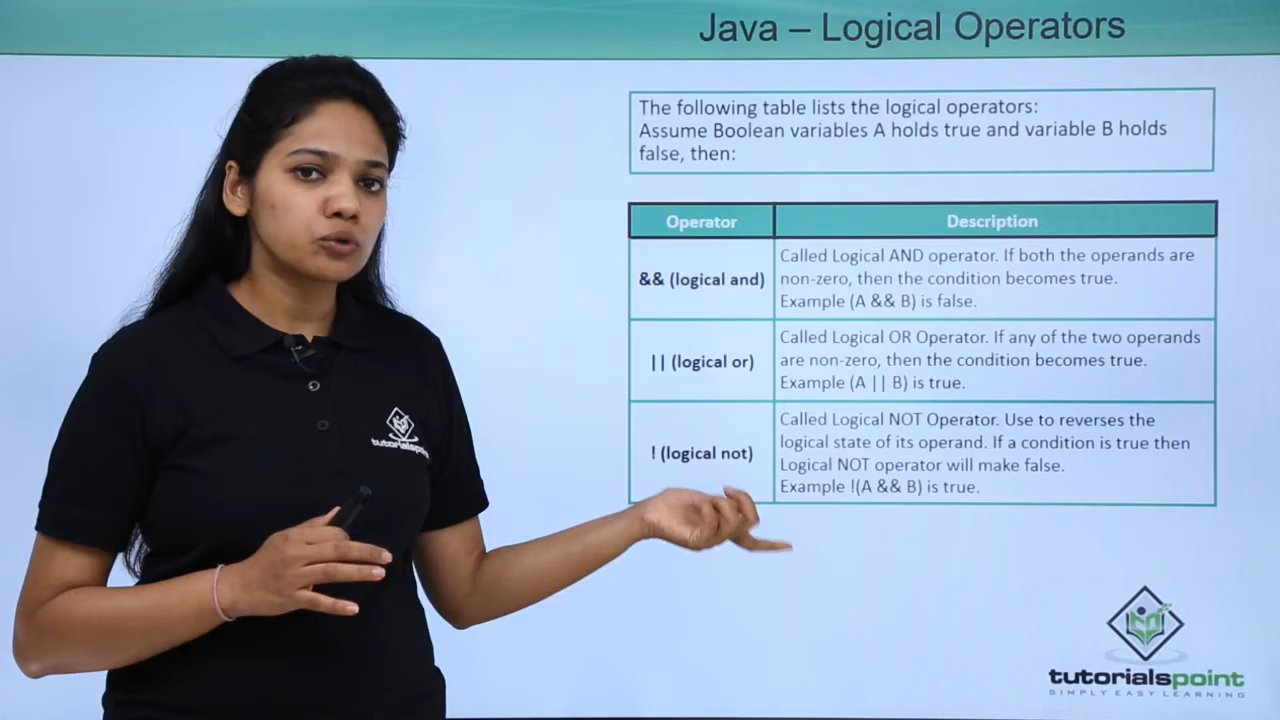 Java – Logical Operators
The following table lists the logical operators:
Assume Boolean variables A holds true and variable B holds
false, then:
Operator
Description
&& (logical and)
Called Logical AND operator. If both the operands are
non-zero, then the condition becomes true.
Example (A && B) is false.
|| (logical or)
Called Logical OR Operator. If any of the two operands
are non-zero, then the condition becomes true.
Example (A || B) is true.
! (logical not)
Called Logical NOT Operator. Use to reverses the
logical state of its operand. If a condition is true then
Logical NOT operator will make false.
Example !(A && B) is true.
tutorialspoint
tutorialspoint
SIMPLY EASY LEARNING